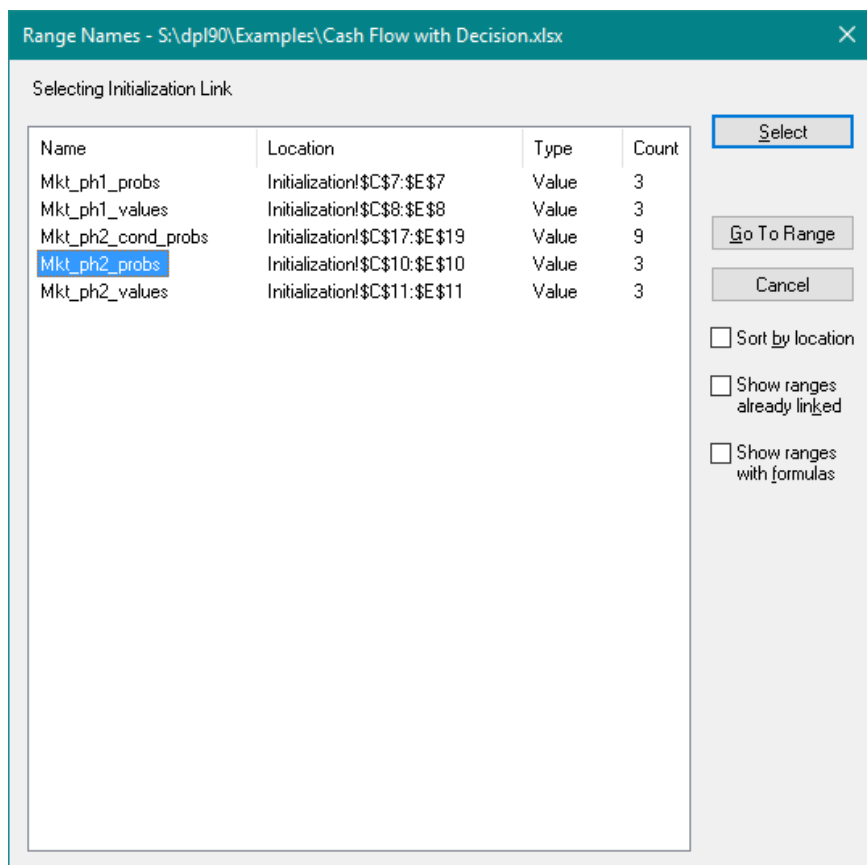 Range Names - S:\dpl90\Examples\Cash Flow with Decision.xlsx
Selecting Initialization Link
Name Location Type Count
Mkt_ph1_probs Initialization!$C$7:$E$7 Value 3
Mkt_ph1_values Initialization!$C$8:$E$8 Value 3
Mkt_ph2_cond_probs Initialization!$C$17:$E$19 Value 9
Mkt_ph2_probs Initialization!$C$10:$E$10 Value 3
Mkt_ph2_values Initialization!$C$11:$E$11 Value 3
Select
Go To Range
Cancel
Sort by location
Show ranges
already linked
Show ranges
with formulas